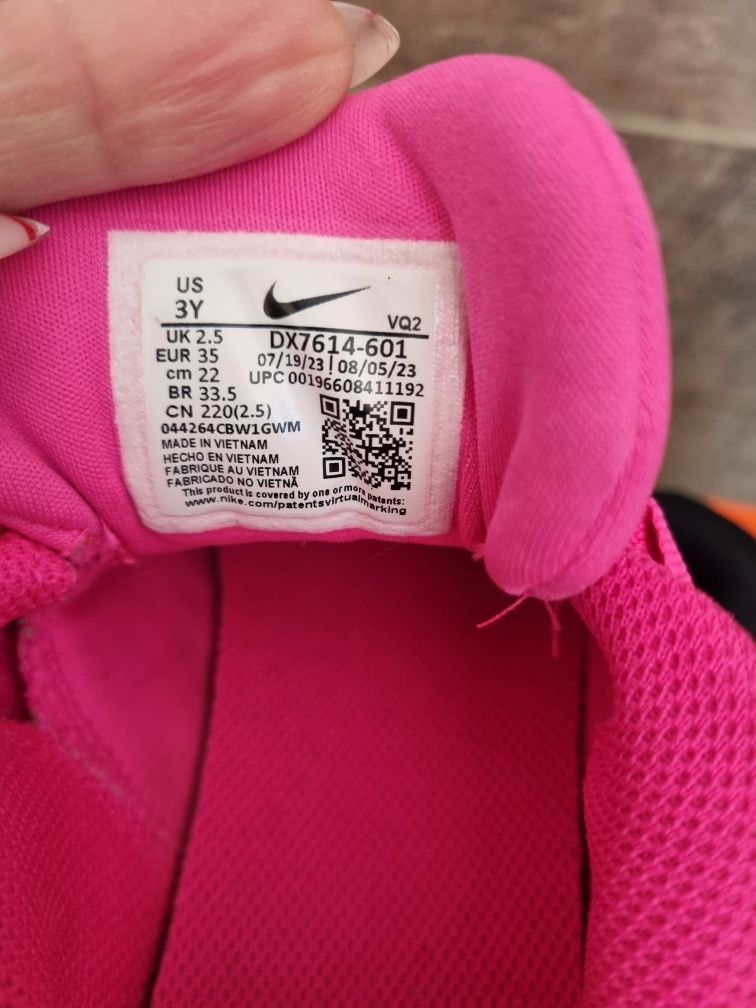 US
3Y
VQ2
UK 2.5
DX7614-601
EUR 35
07/19/23 | 08/05/23
cm 22
UPC 00196608411192
BR 33.5
CN 220(2.5)
044264CBW1GWM
MADE IN VIETNAM
HECHO EN VIETNAM
FABRIQUE AU VIETNAM
FABRICADO NO VIETNÃ
This product is covered by one or more patents:
www.nike.com/patentsvirtualmarking